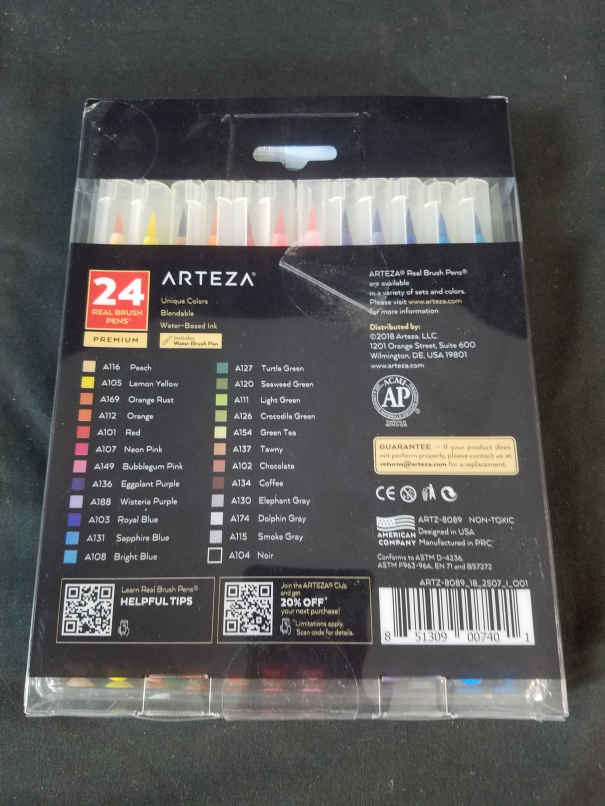 24
REAL BRUSH
PENS™
PREMIUM
ARTEZA®
Unique Colors
Blendable
Water-Based Ink
Includes
Water Brush Pen
ARTEZA® Real Brush Pens®
are available
in a variety of sets and colors.
Please visit www.arteza.com
for more information
Distributed by:
©2018 Arteza, LLC
1201 Orange Street, Suite 600
Wilmington, DE, USA 19801
www.arteza.com
A116 Peach
A105 Lemon Yellow
A169 Orange Rust
A112 Orange
A101 Red
A107 Neon Pink
A149 Bubblegum Pink
A136 Eggplant Purple
A188 Wisteria Purple
A103 Royal Blue
A131 Sapphire Blue
A108 Bright Blue
A127 Turtle Green
A120 Seaweed Green
A111 Light Green
A126 Crocodile Green
A154 Green Tea
A137 Tawny
A102 Chocolate
A134 Coffee
A130 Elephant Gray
A174 Dolphin Gray
A115 Smoke Gray
A104 Noir
ACMI
AP
GUARANTEE – If your product does
not perform properly, please contact us at
returns@arteza.com for a replacement.
CE
AMERICAN
COMPANY
ARTZ-8089 NON-TOXIC
Designed in USA
Manufactured in PRC
Conforms to ASTM D-4236,
ASTM F963-96A, EN 71 and BS7272
ARTZ-8089_18_2507_1_001
8 51309 00740 1
Learn Real Brush Pens®
HELPFUL TIPS
Join the ARTEZA® Club,
and get
20% OFF*
your next purchase!
*Limitations apply.
Scan code for details.